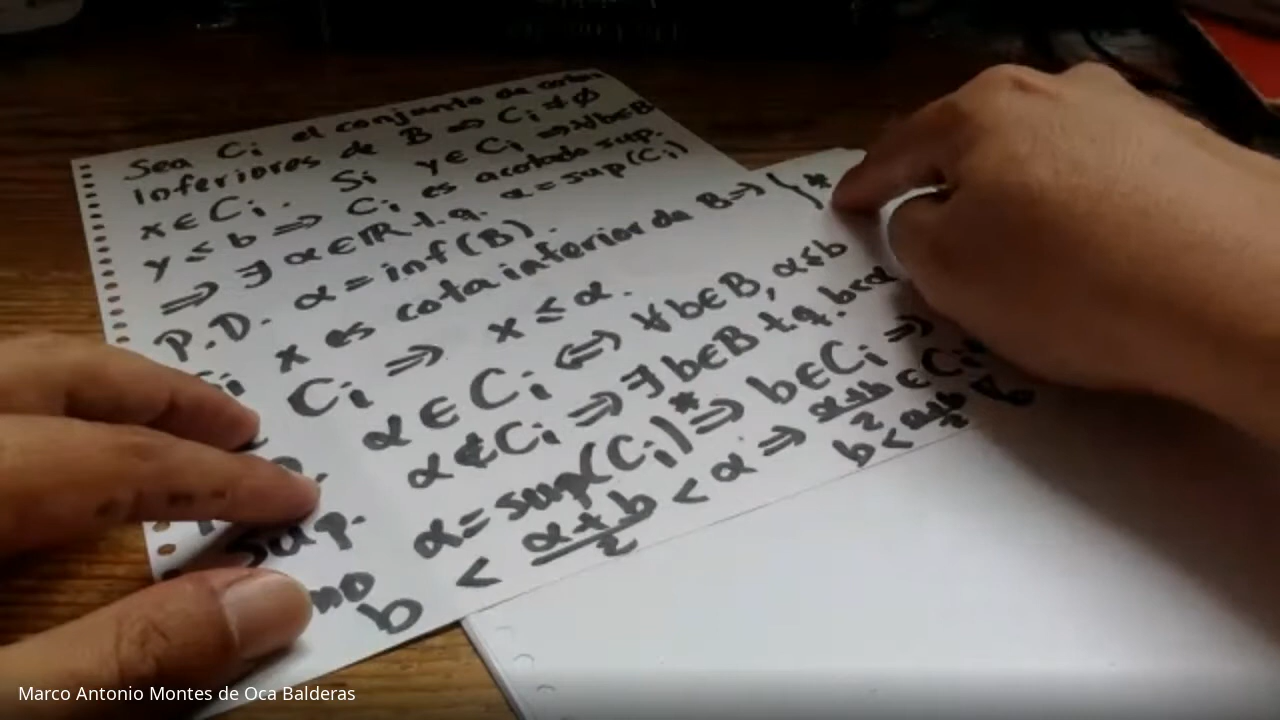 Sea Ci el conjunto de cotas
Inferiores de B ⇒ Ci ≠ ∅
x ∈ Ci. Si y ∈ Ci ⇒ ∀b∈B
y ≤ b ⇒ Ci es acotado sup.
⇒ ∃ α ∈ ℝ t.q. α = sup(Ci)
P.D. α = inf(B).
Si x es cota inferior de B ⇒ }*
Ci ⇒ x ≤ α.
α ∈ Ci ⇔ ∀b∈B, α ≤ b
Sup. α ∉ Ci ⇒ ∃b∈B t.q. b<α
α = sup(Ci)* ⇒ b ∈ Ci ⇒
b < α+b/2 < α ⇒ α+b/2 ∈ Ci
b < α+b/2
Marco Antonio Montes de Oca Balderas